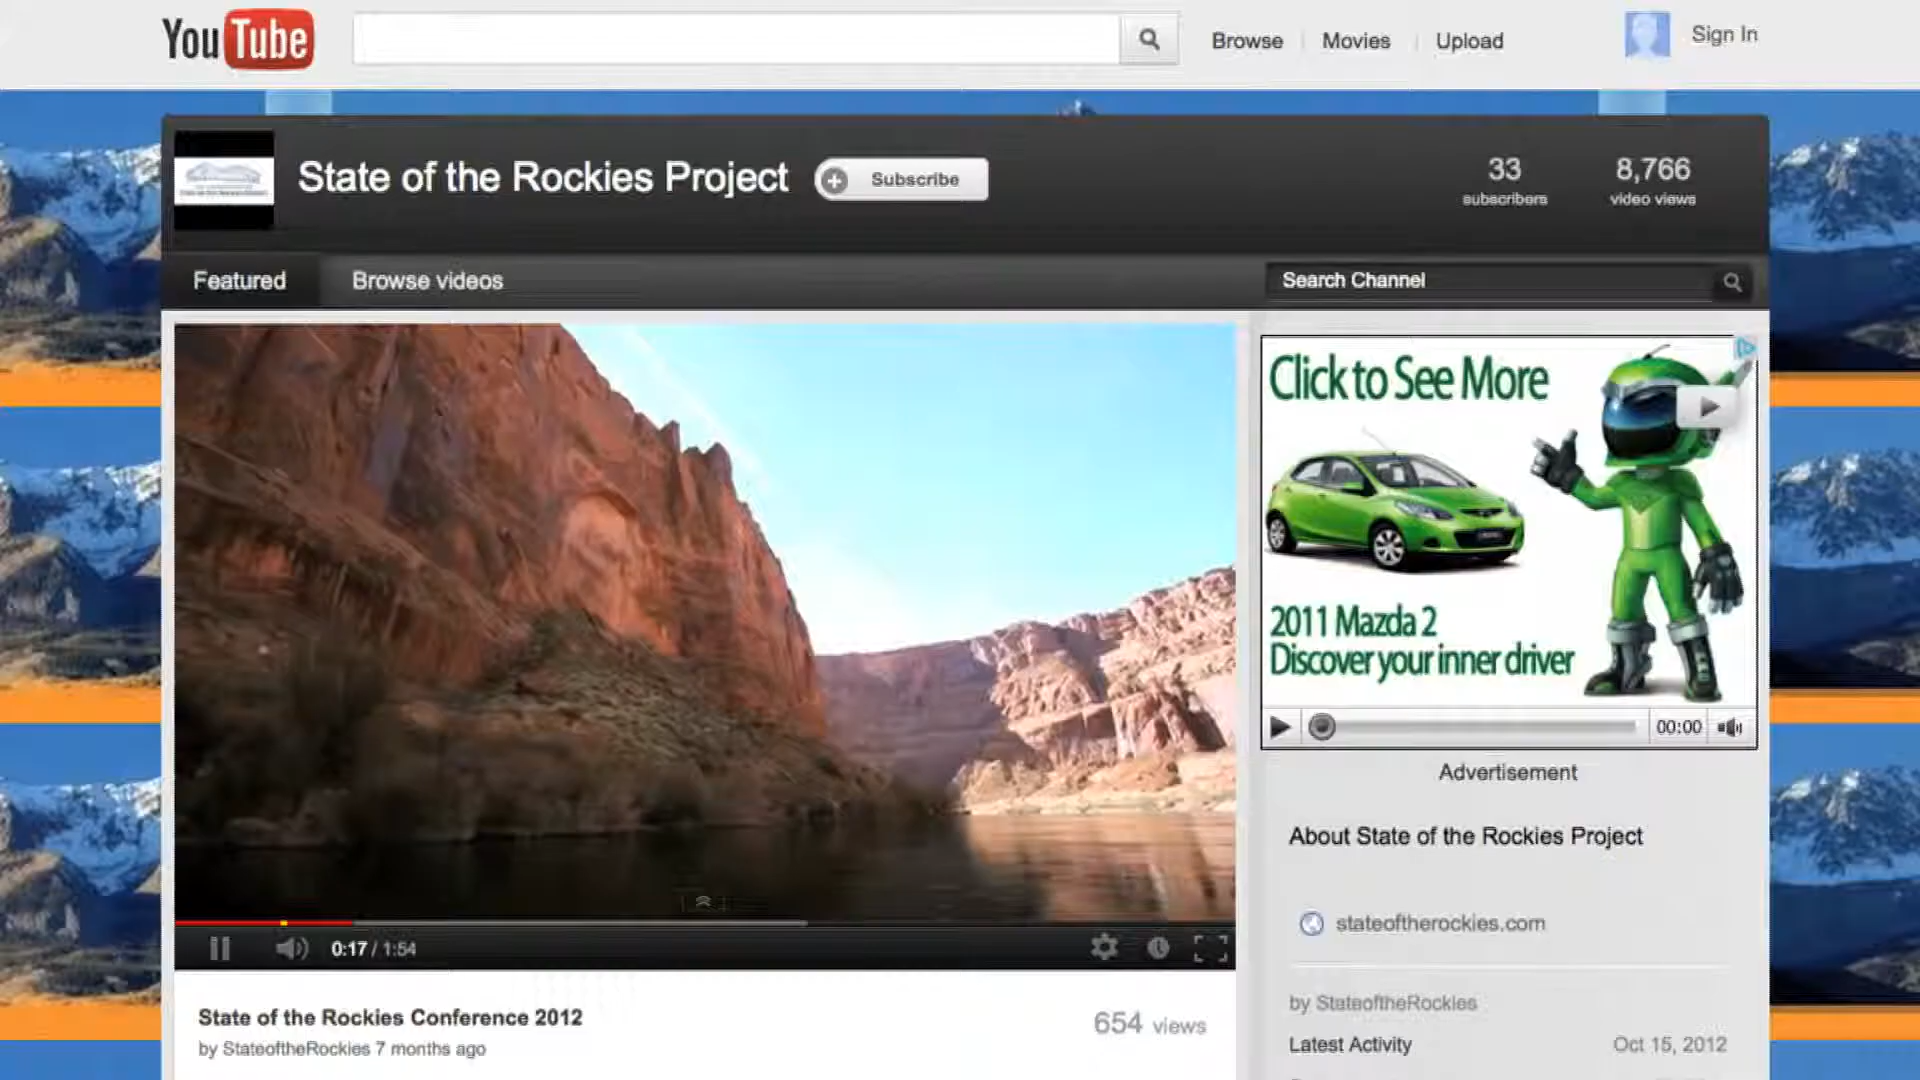 YouTube
Browse
Movies
Upload
Sign In
State of the Rockies Project
Subscribe
33
subscribers
8,766
video views
Featured
Browse videos
Search Channel
Click to See More
2011 Mazda 2
Discover your inner driver
00:00
Advertisement
About State of the Rockies Project
stateoftherockies.com
by StateoftheRockies
Latest Activity
Oct 15, 2012
0:17 / 1:54
State of the Rockies Conference 2012
654 views
by StateoftheRockies 7 months ago